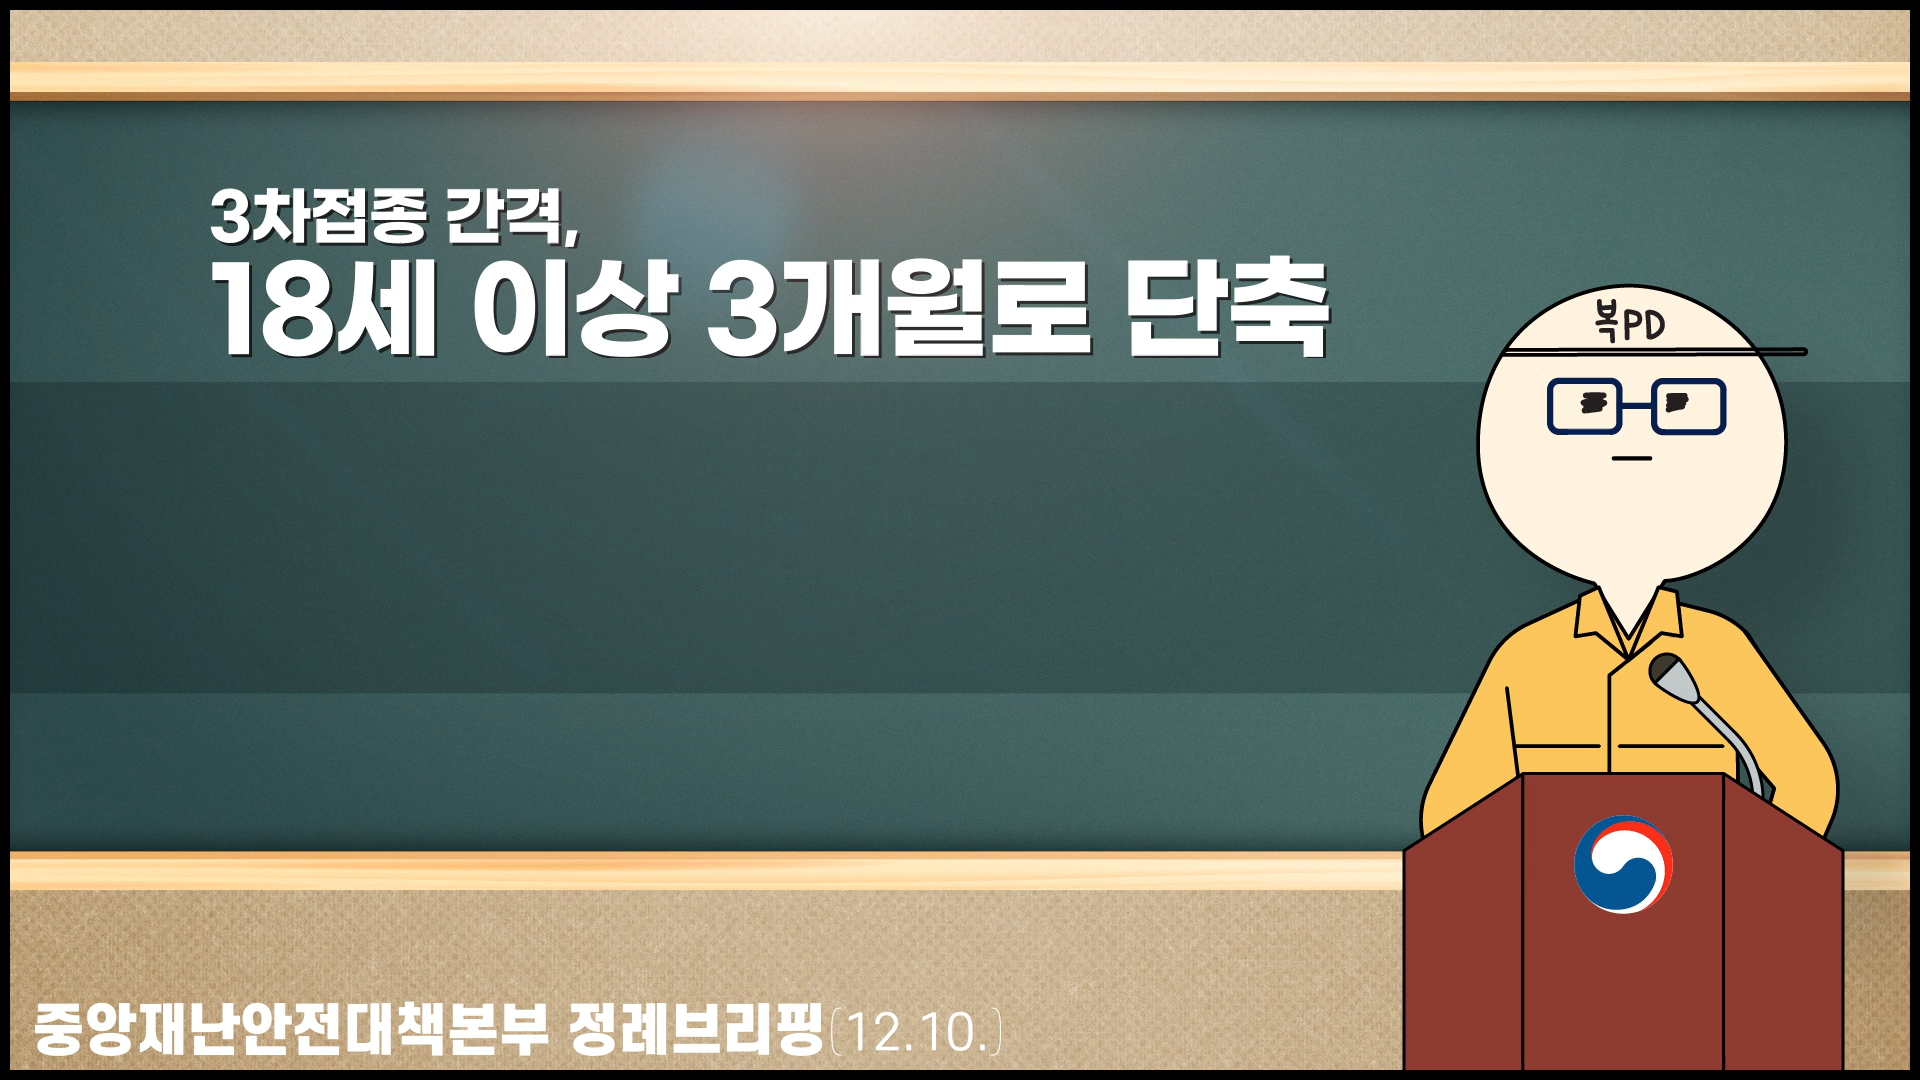 3차접종 간격,
18세 이상 3개월로 단축
복PD
중앙재난안전대책본부 정례브리핑(12.10.)